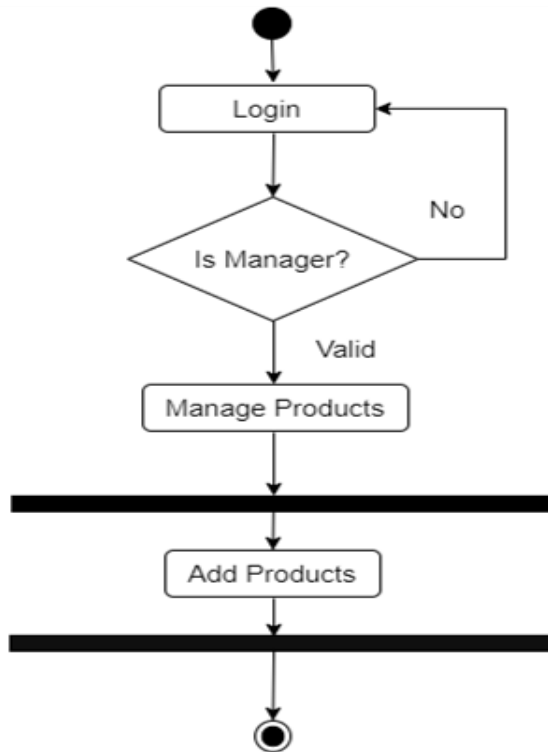 Login
No
Is Manager?
Valid
Manage Products
Add Products